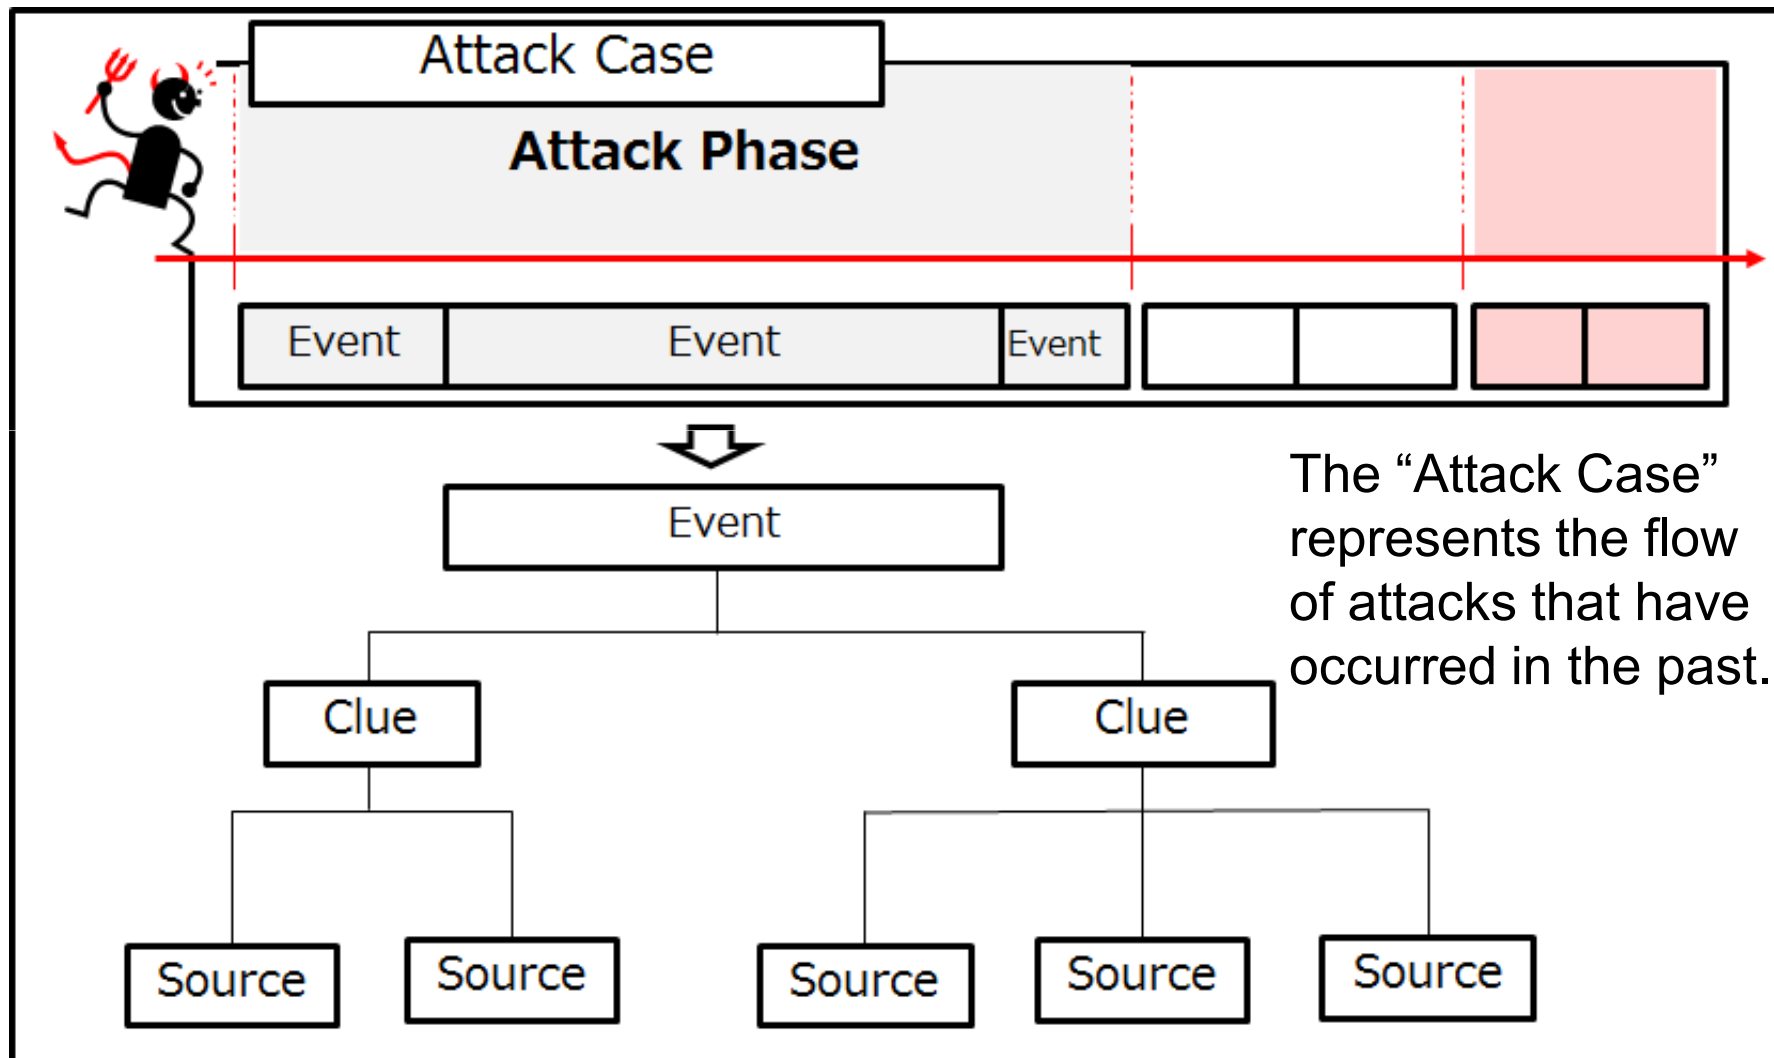 Attack Case
Attack Phase
Event Event Event
Event
The “Attack Case”
represents the flow
of attacks that have
occurred in the past.
Clue Clue
Source Source Source Source Source